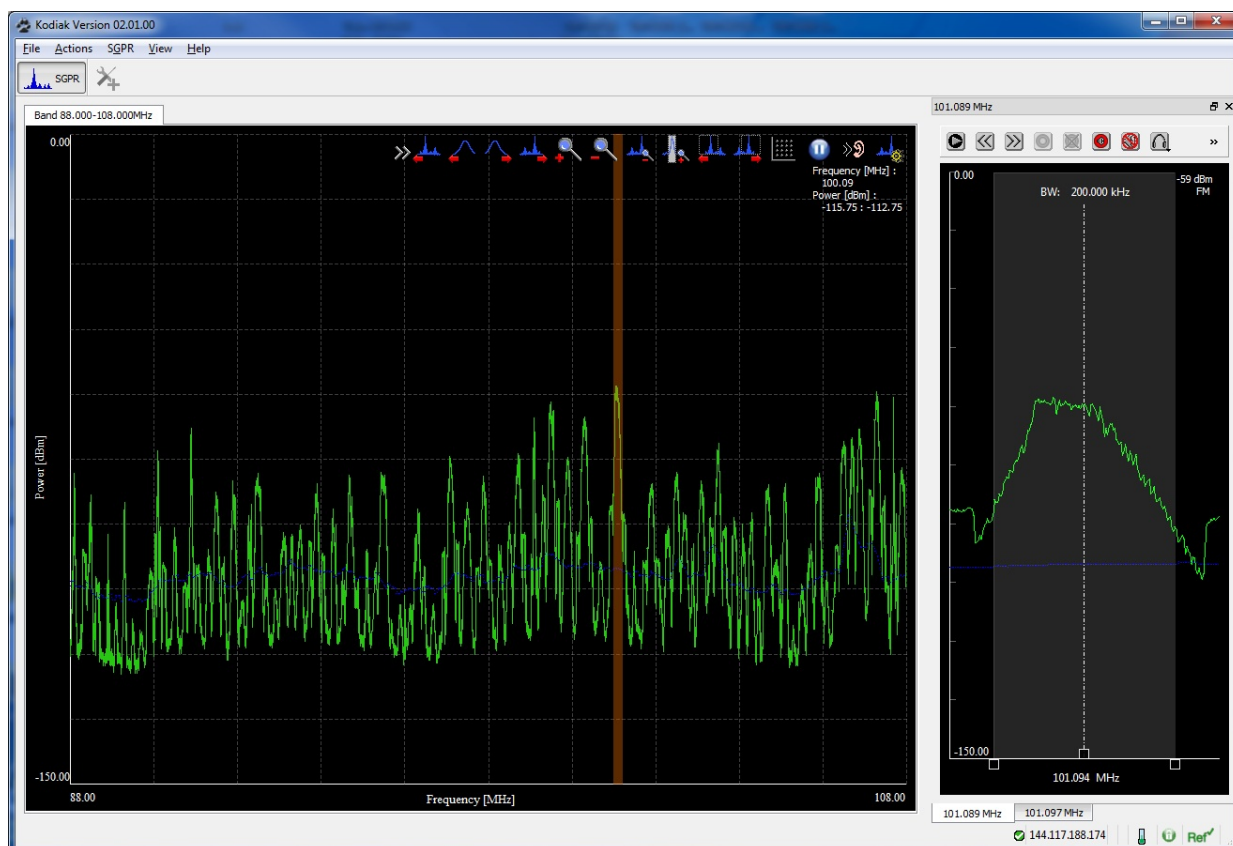 Kodiak Version 02.01.00
File Actions SGPR View Help
SGPR
Band 88.000-108.000MHz
0.00
Frequency [MHz] :
100.09
Power [dBm] :
-115.75 : -112.75
Power [dBm]
-150.00
88.00
Frequency [MHz]
108.00
101.089 MHz
»
0.00
-59 dBm
BW: 200.000 kHz
FM
-150.00
101.094 MHz
101.089 MHz
101.097 MHz
144.117.188.174
Ref